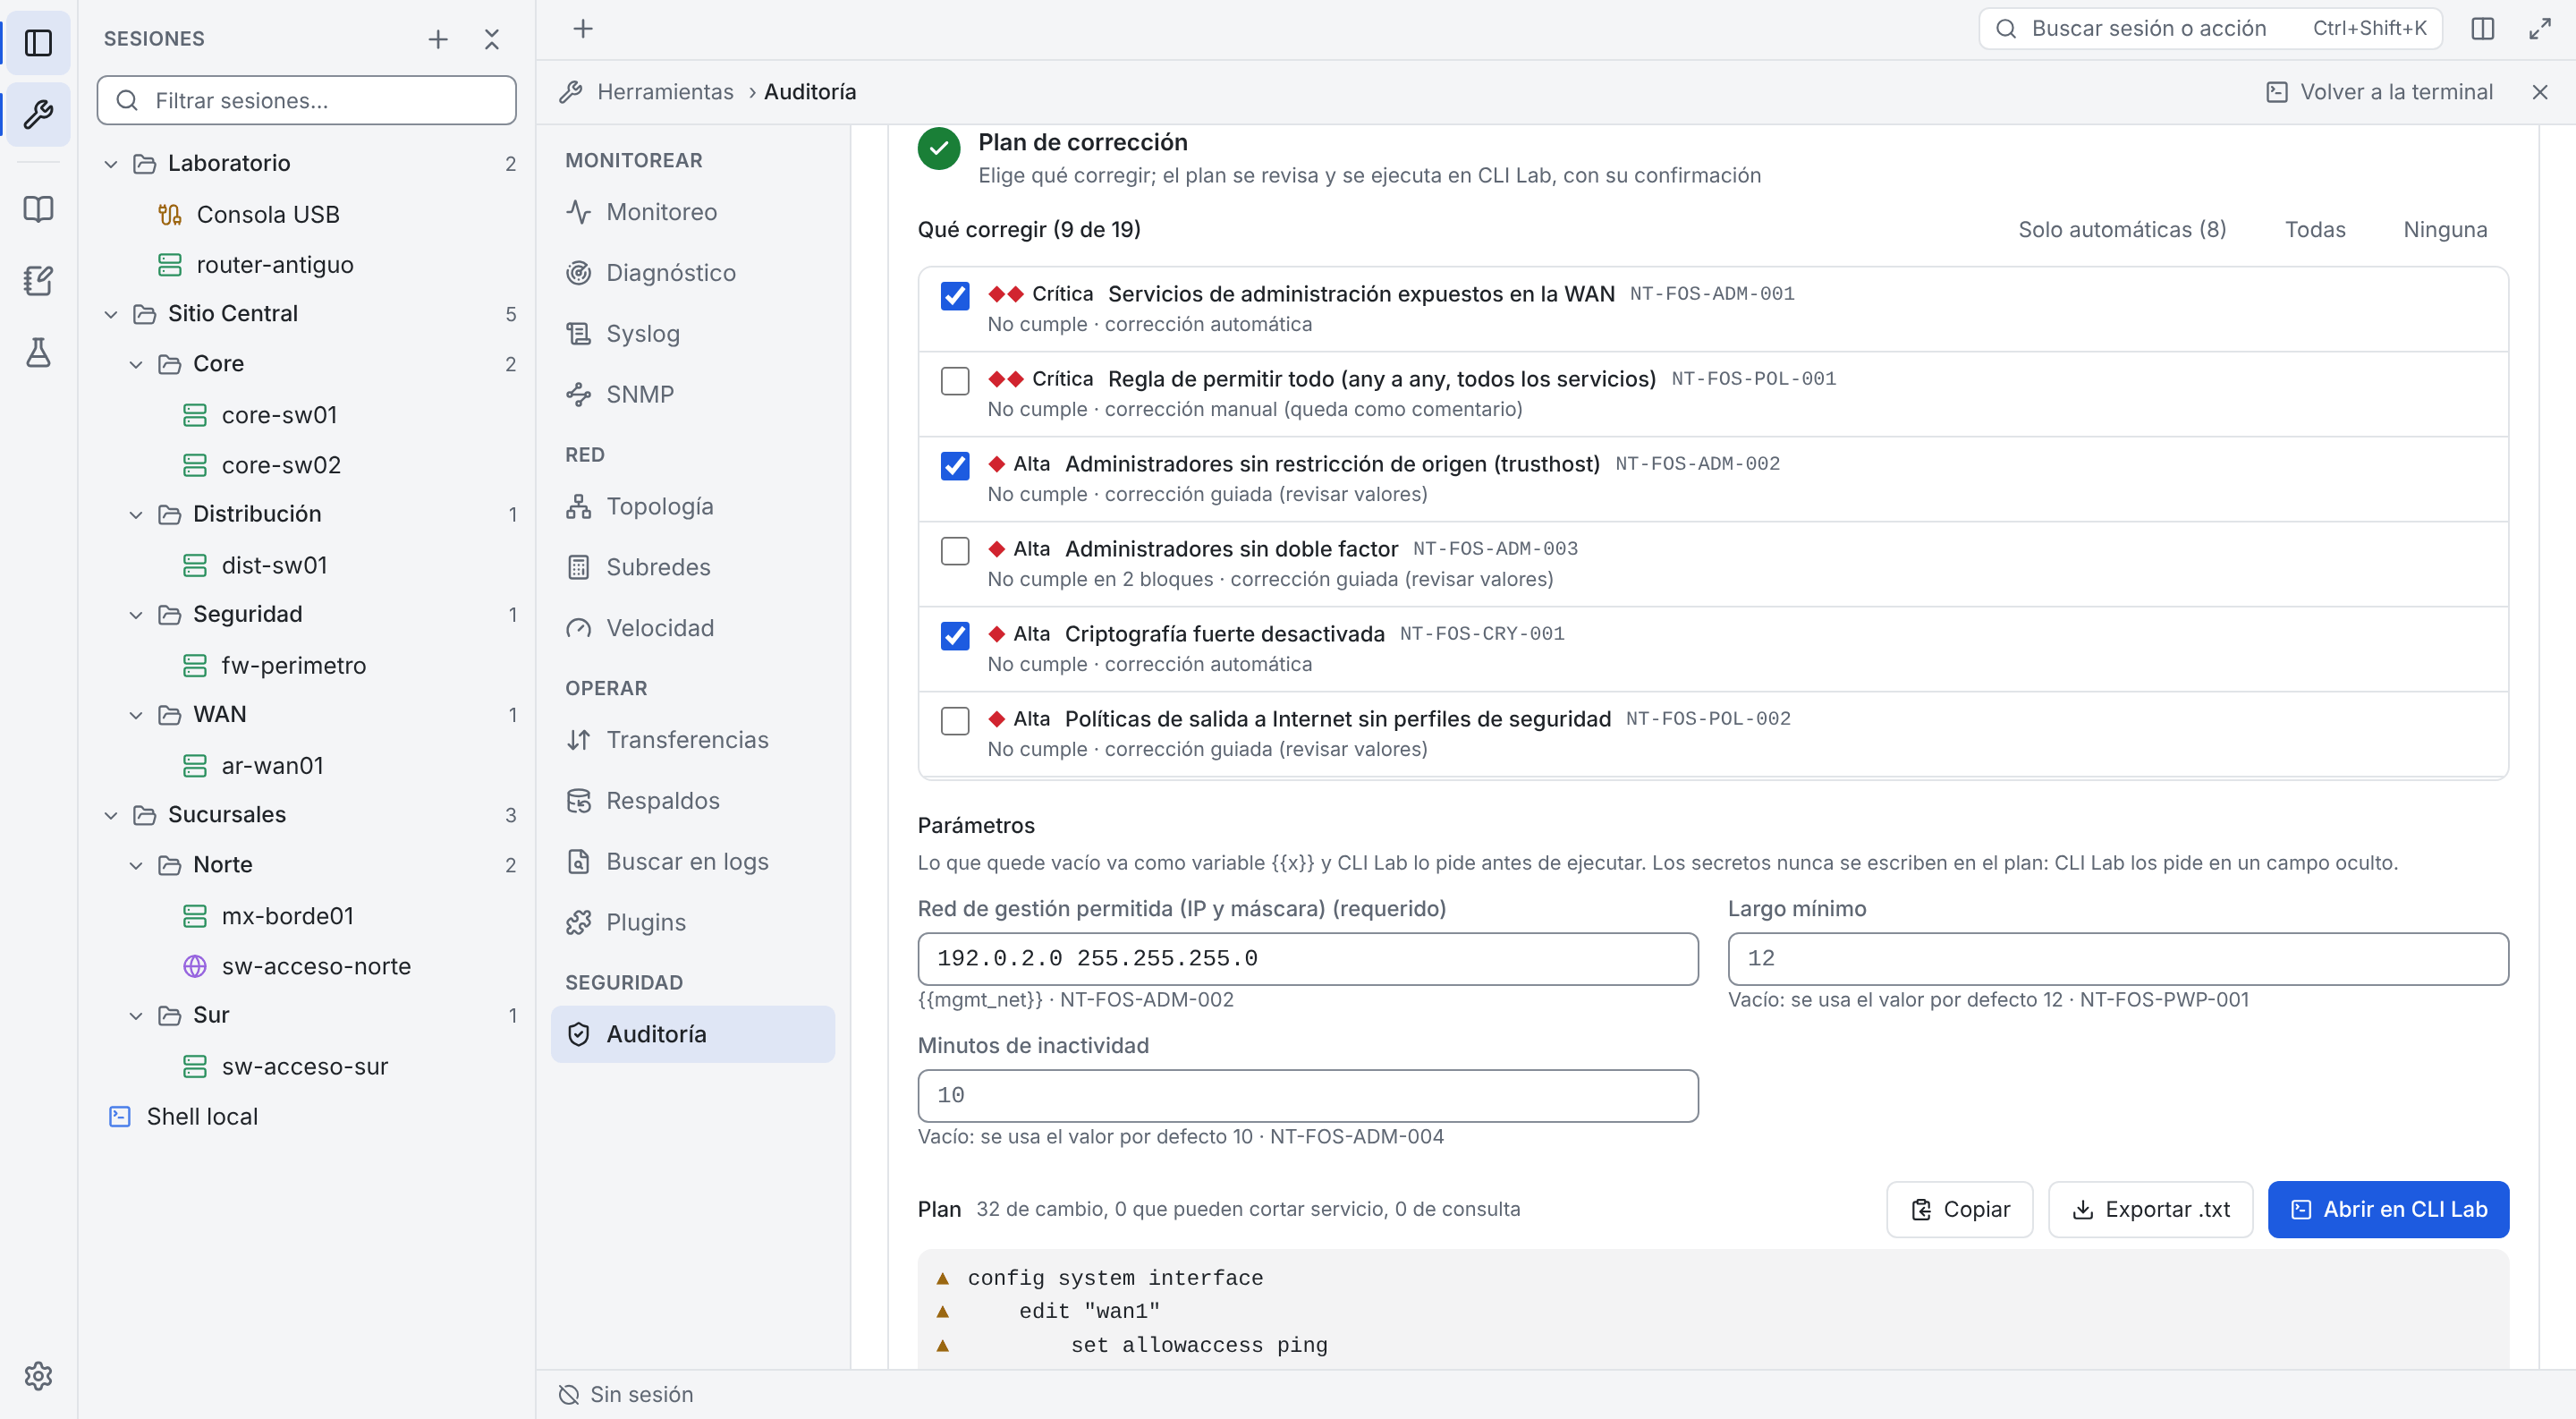 SESIONES
Filtrar sesiones...
Laboratorio 2
Consola USB
router-antiguo
Sitio Central 5
Core 2
core-sw01
core-sw02
Distribución 1
dist-sw01
Seguridad 1
fw-perimetro
WAN 1
ar-wan01
Sucursales 3
Norte 2
mx-borde01
sw-acceso-norte
Sur 1
sw-acceso-sur
Shell local
Buscar sesión o acción Ctrl+Shift+K
Herramientas › Auditoría
Volver a la terminal
MONITOREAR
Monitoreo
Diagnóstico
Syslog
SNMP
RED
Topología
Subredes
Velocidad
OPERAR
Transferencias
Respaldos
Buscar en logs
Plugins
SEGURIDAD
Auditoría
Plan de corrección
Elige qué corregir; el plan se revisa y se ejecuta en CLI Lab, con su confirmación
Qué corregir (9 de 19) Solo automáticas (8) Todas Ninguna
Crítica Servicios de administración expuestos en la WAN NT-FOS-ADM-001
No cumple · corrección automática
Crítica Regla de permitir todo (any a any, todos los servicios) NT-FOS-POL-001
No cumple · corrección manual (queda como comentario)
Alta Administradores sin restricción de origen (trusthost) NT-FOS-ADM-002
No cumple · corrección guiada (revisar valores)
Alta Administradores sin doble factor NT-FOS-ADM-003
No cumple en 2 bloques · corrección guiada (revisar valores)
Alta Criptografía fuerte desactivada NT-FOS-CRY-001
No cumple · corrección automática
Alta Políticas de salida a Internet sin perfiles de seguridad NT-FOS-POL-002
No cumple · corrección guiada (revisar valores)
Parámetros
Lo que quede vacío va como variable {{x}} y CLI Lab lo pide antes de ejecutar. Los secretos nunca se escriben en el plan: CLI Lab los pide en un campo oculto.
Red de gestión permitida (IP y máscara) (requerido) Largo mínimo
192.0.2.0 255.255.255.0 12
{{mgmt_net}} · NT-FOS-ADM-002 Vacío: se usa el valor por defecto 12 · NT-FOS-PWP-001
Minutos de inactividad
10
Vacío: se usa el valor por defecto 10 · NT-FOS-ADM-004
Plan 32 de cambio, 0 que pueden cortar servicio, 0 de consulta Copiar Exportar .txt Abrir en CLI Lab
config system interface
edit "wan1"
set allowaccess ping
Sin sesión